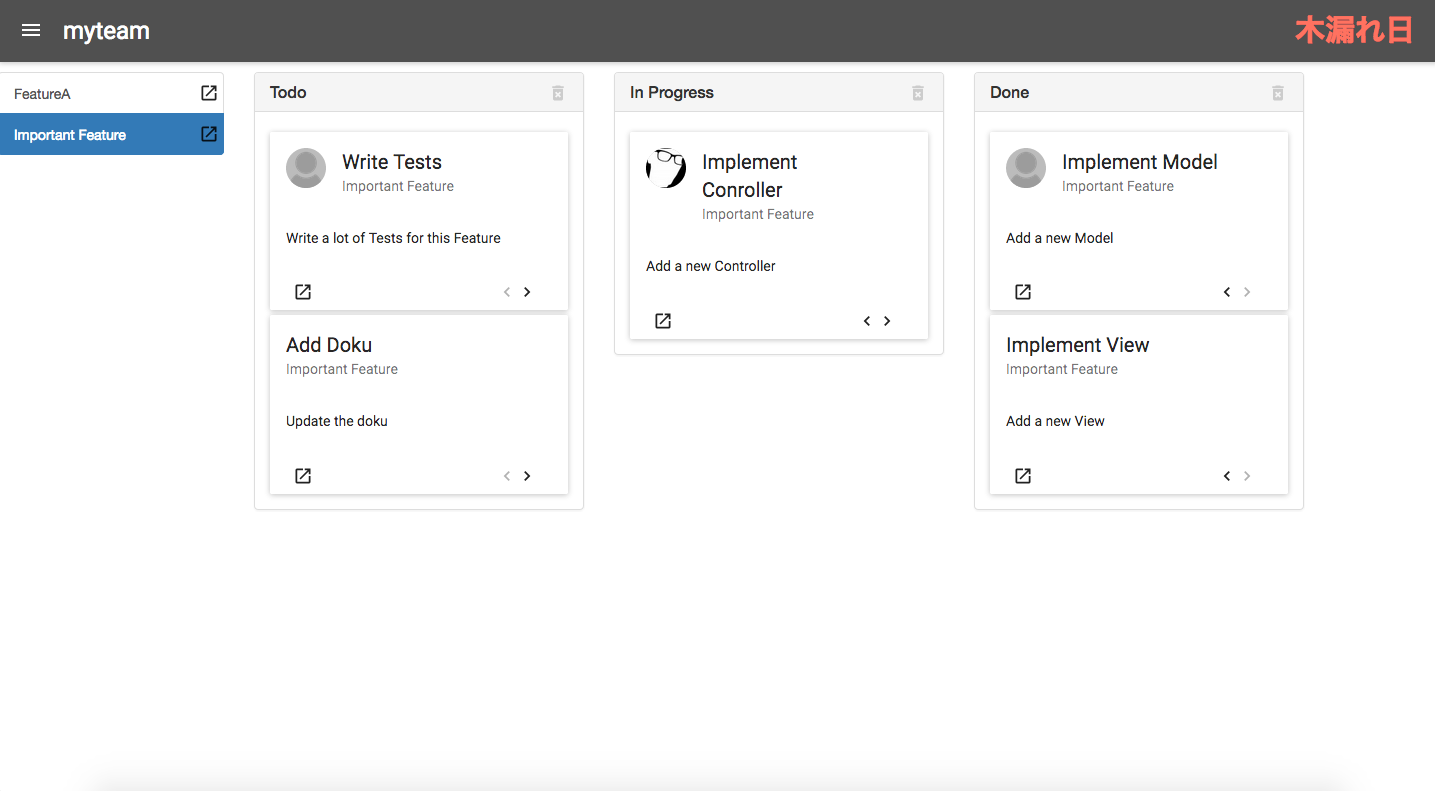 myteam
木漏れ日
FeatureA
Important Feature
Todo
Write Tests
Important Feature
Write a lot of Tests for this Feature
Add Doku
Important Feature
Update the doku
In Progress
Implement
Conroller
Important Feature
Add a new Controller
Done
Implement Model
Important Feature
Add a new Model
Implement View
Important Feature
Add a new View